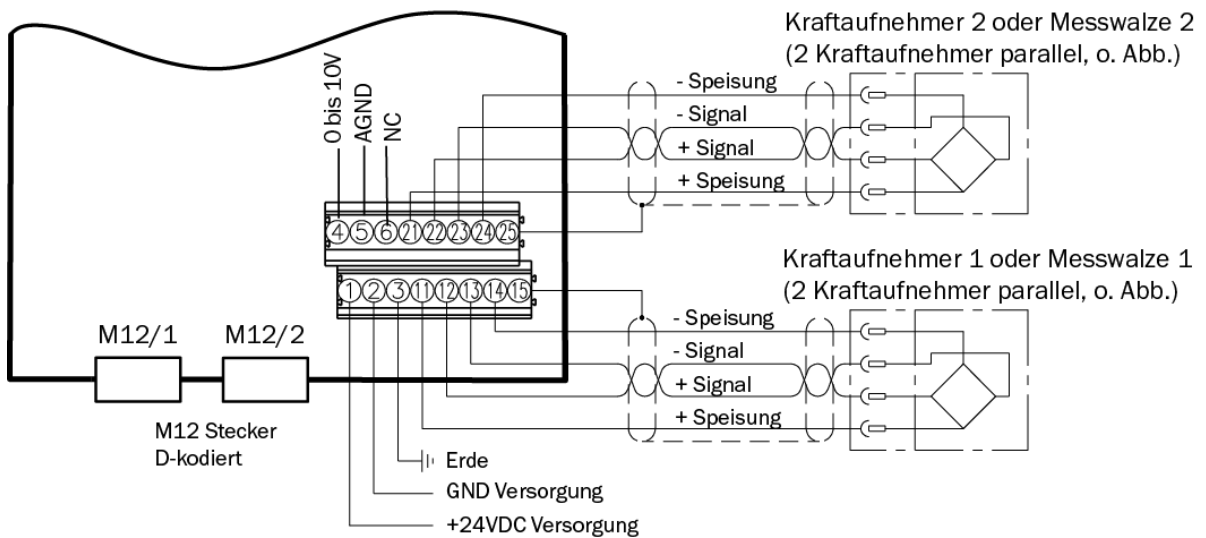 Kraftaufnehmer 2 oder Messwalze 2
(2 Kraftaufnehmer parallel, o. Abb.)
0 bis 10V
AGND
NC
- Speisung
- Signal
+ Signal
+ Speisung
4 5 6 21 22 23 24 25
Kraftaufnehmer 1 oder Messwalze 1
(2 Kraftaufnehmer parallel, o. Abb.)
1 2 3 11 12 13 14 15
- Speisung
- Signal
+ Signal
+ Speisung
M12/1 M12/2
M12 Stecker
D-kodiert
Erde
GND Versorgung
+24VDC Versorgung